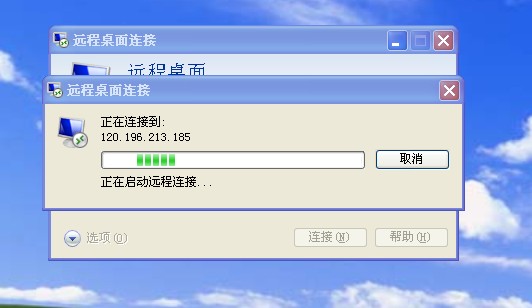 远程桌面连接
远程桌面
远程桌面连接
正在连接到:
120.196.213.185
取消
正在启动远程连接...
选项(O)
连接(N)
帮助(H)